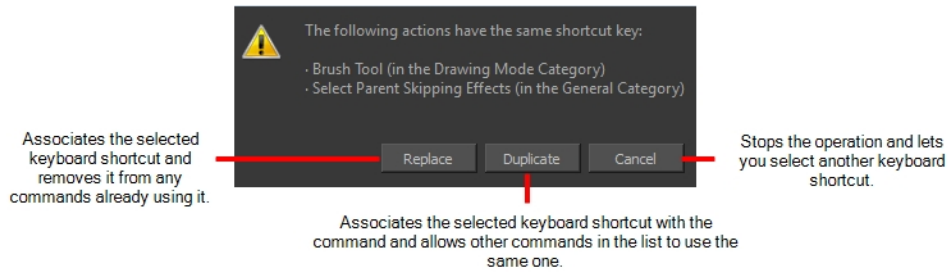 The following actions have the same shortcut key:
· Brush Tool (in the Drawing Mode Category)
· Select Parent Skipping Effects (in the General Category)
Replace
Duplicate
Cancel
Associates the selected
keyboard shortcut and
removes it from any
commands already using it.
Stops the operation and lets
you select another keyboard
shortcut.
Associates the selected keyboard shortcut with the
command and allows other commands in the list to use the
same one.